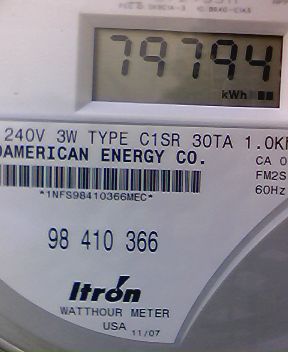 79794
kWh
240V 3W TYPE C1SR 30TA 1.0K
AMERICAN ENERGY CO.
CA 0
FM2S
60Hz
*1NFS98410366MEC*
98 410 366
Itron
WATTHOUR METER
USA 11/07